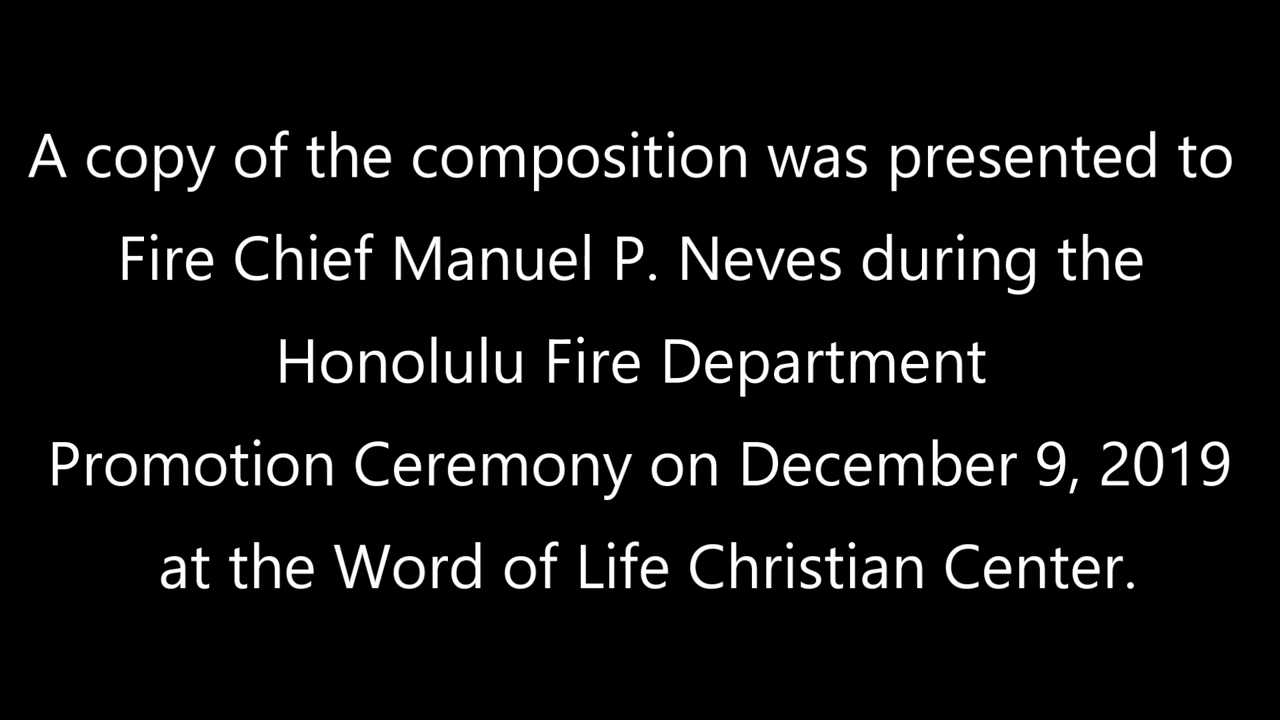 A copy of the composition was presented to
Fire Chief Manuel P. Neves during the
Honolulu Fire Department
Promotion Ceremony on December 9, 2019
at the Word of Life Christian Center.